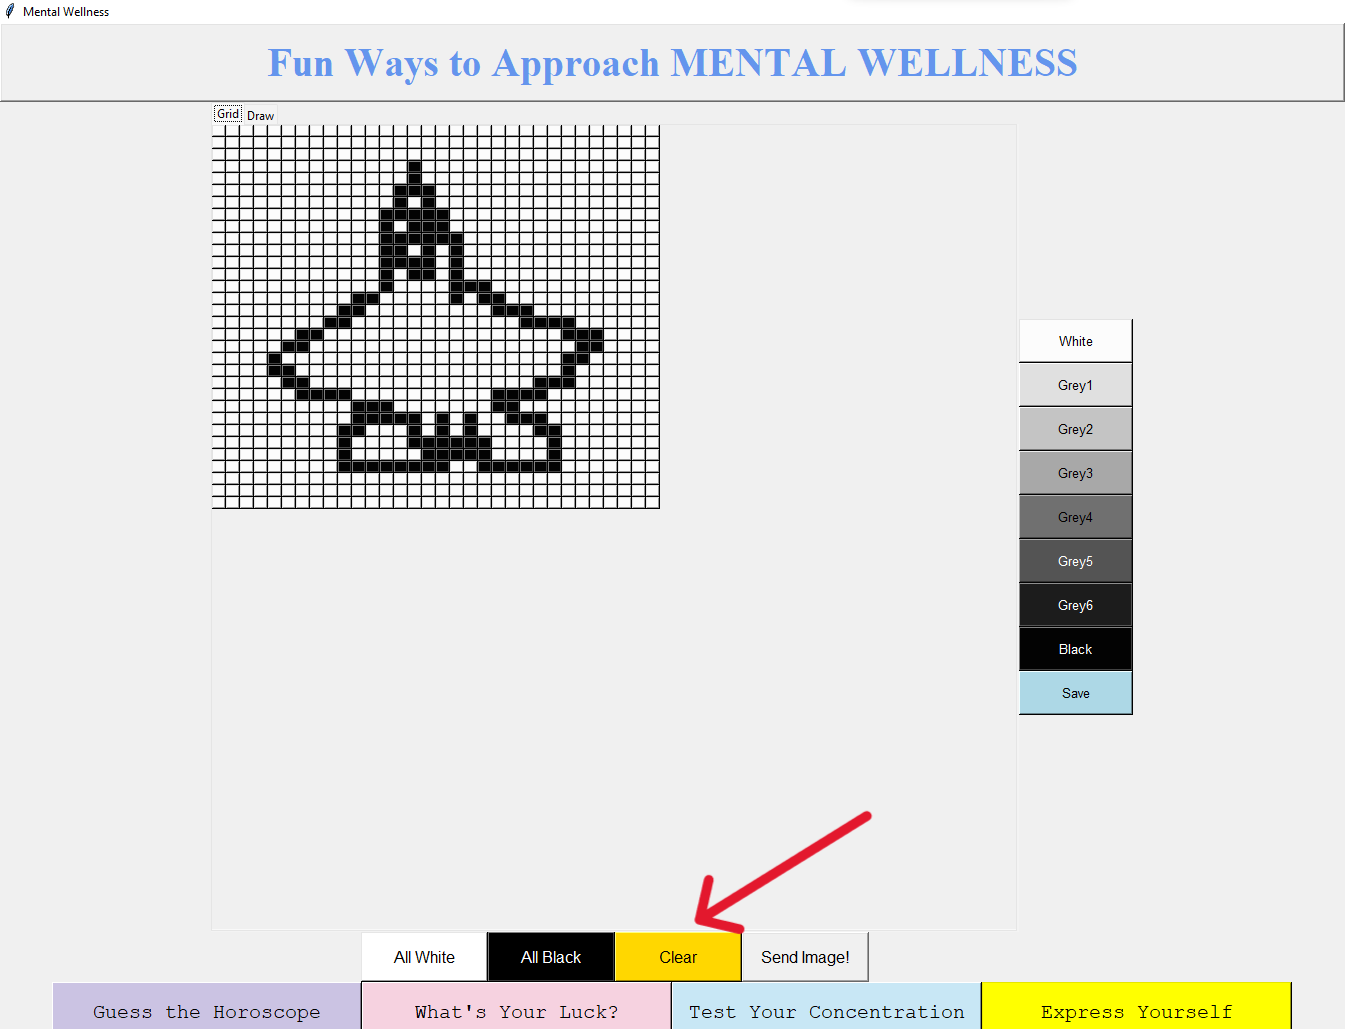 Mental Wellness
Fun Ways to Approach MENTAL WELLNESS
Grid Draw
White
Grey1
Grey2
Grey3
Grey4
Grey5
Grey6
Black
Save
All White All Black Clear Send Image!
Guess the Horoscope What's Your Luck? Test Your Concentration Express Yourself